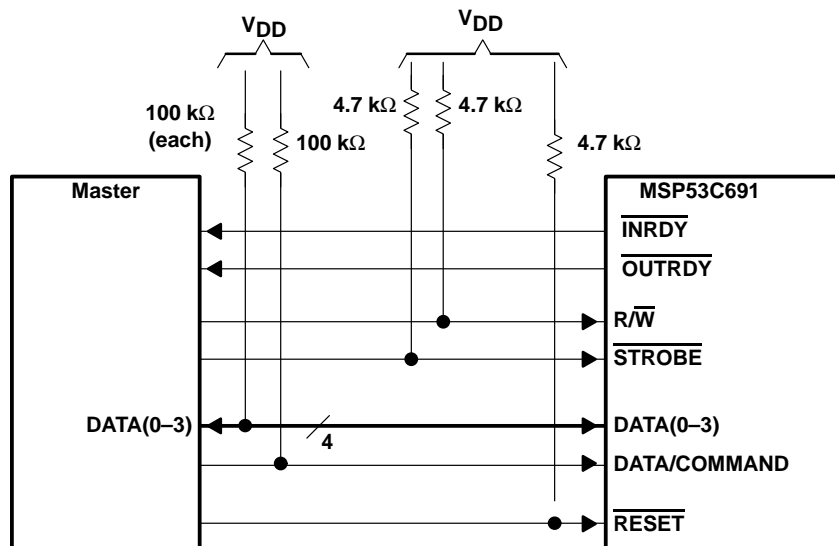 VDD
VDD
100 kΩ
(each)
100 kΩ
4.7 kΩ
4.7 kΩ
4.7 kΩ
Master
MSP53C691
INRDY
OUTRDY
R/W
STROBE
DATA(0–3)
4
DATA(0–3)
DATA/COMMAND
RESET